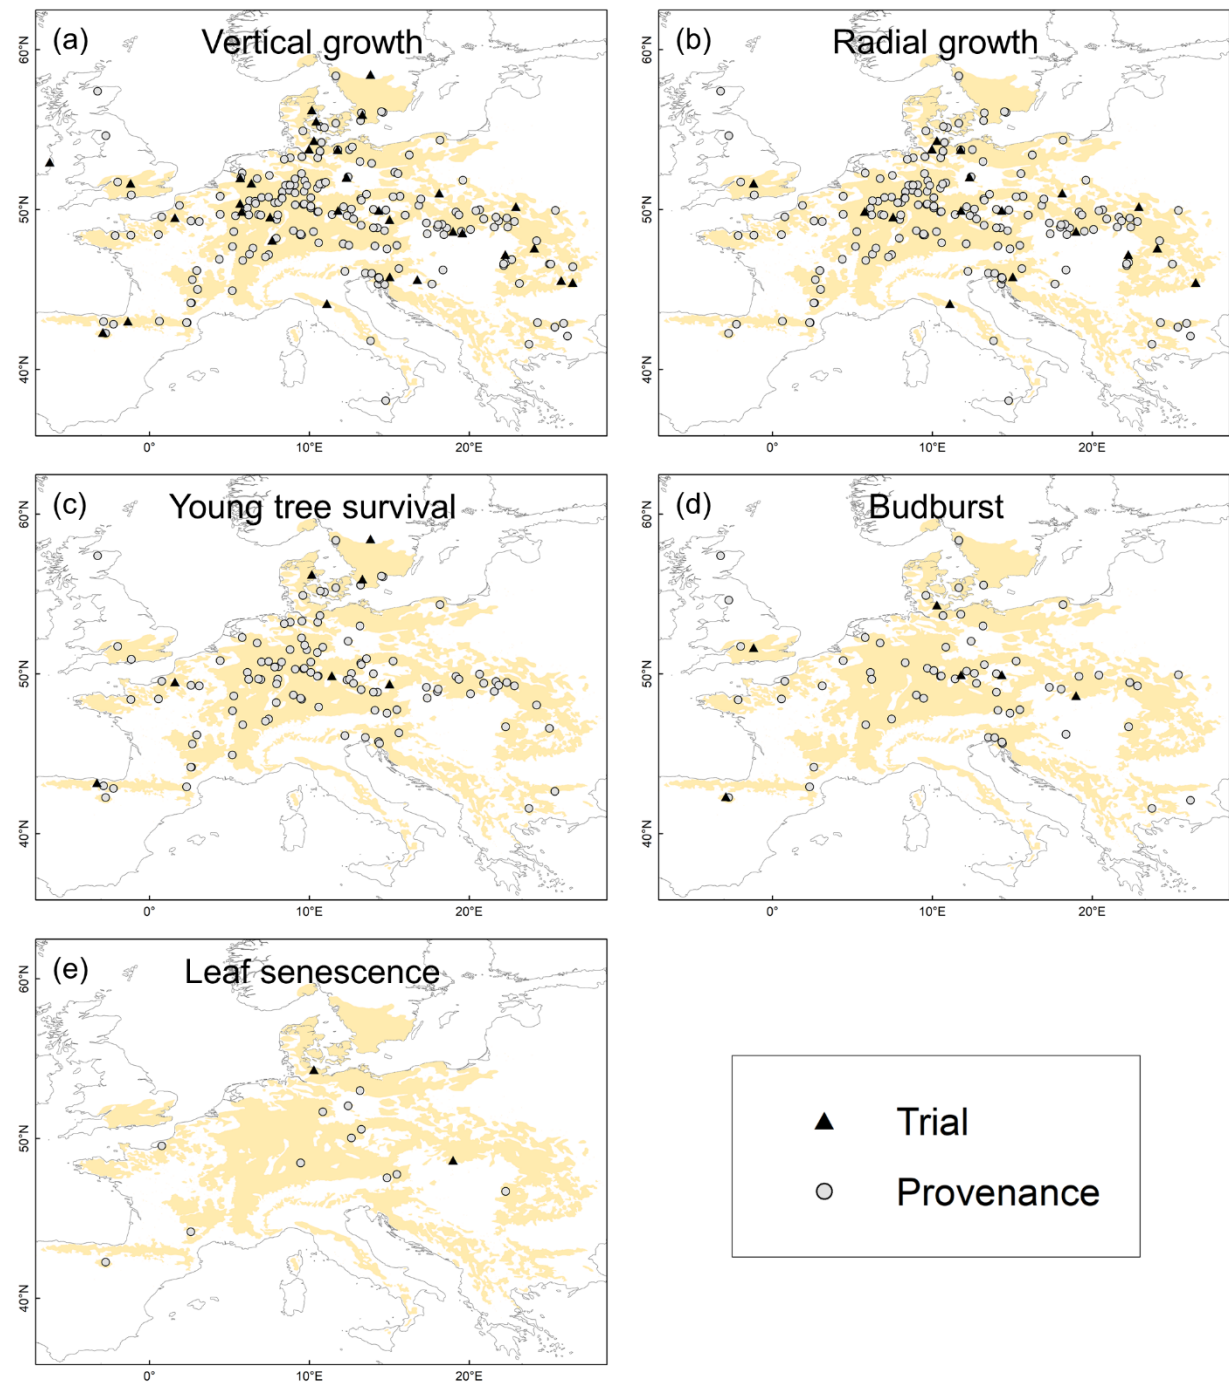 (a) Vertical growth
60°N
50°N
40°N
0° 10°E 20°E
(b) Radial growth
60°N
50°N
40°N
0° 10°E 20°E
(c) Young tree survival
60°N
50°N
40°N
0° 10°E 20°E
(d) Budburst
60°N
50°N
40°N
0° 10°E 20°E
(e) Leaf senescence
60°N
50°N
40°N
0° 10°E 20°E
Trial
Provenance